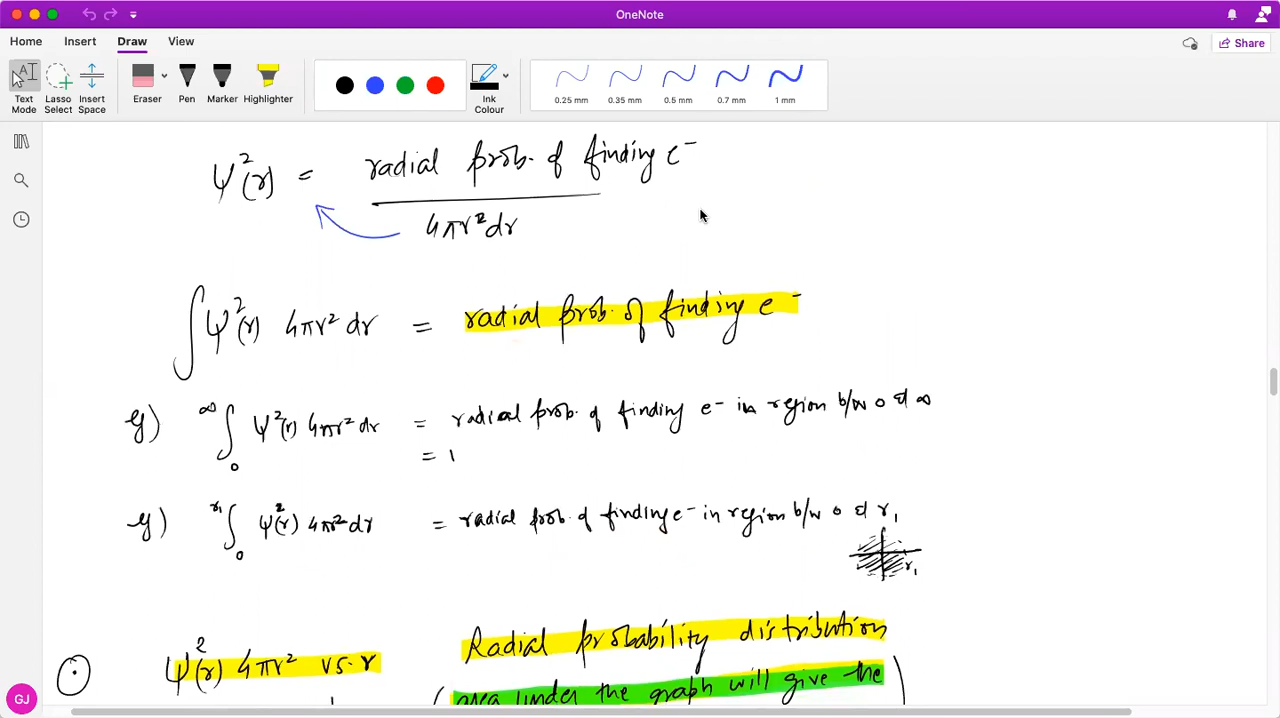 OneNote
Home Insert Draw View
Share
Text Mode
Lasso Select
Insert Space
Eraser
Pen
Marker
Highlighter
Ink Colour
0.25 mm
0.35 mm
0.5 mm
0.7 mm
1 mm
ψ²(r) = radial prob. of finding e⁻
4πr²dr
∫ψ²(r) 4πr² dr = radial prob. of finding e⁻
eg) ∞ ∫ 0 ψ²(r) 4πr² dr = radial prob. of finding e⁻ in region b/w 0 & ∞
= 1
eg) r₁ ∫ 0 ψ²(r) 4πr² dr = radial prob. of finding e⁻ in region b/w 0 & r₁
r₁
ψ²(r) 4πr² vs. r Radial probability distribution
(area under the graph will give the)
GJ